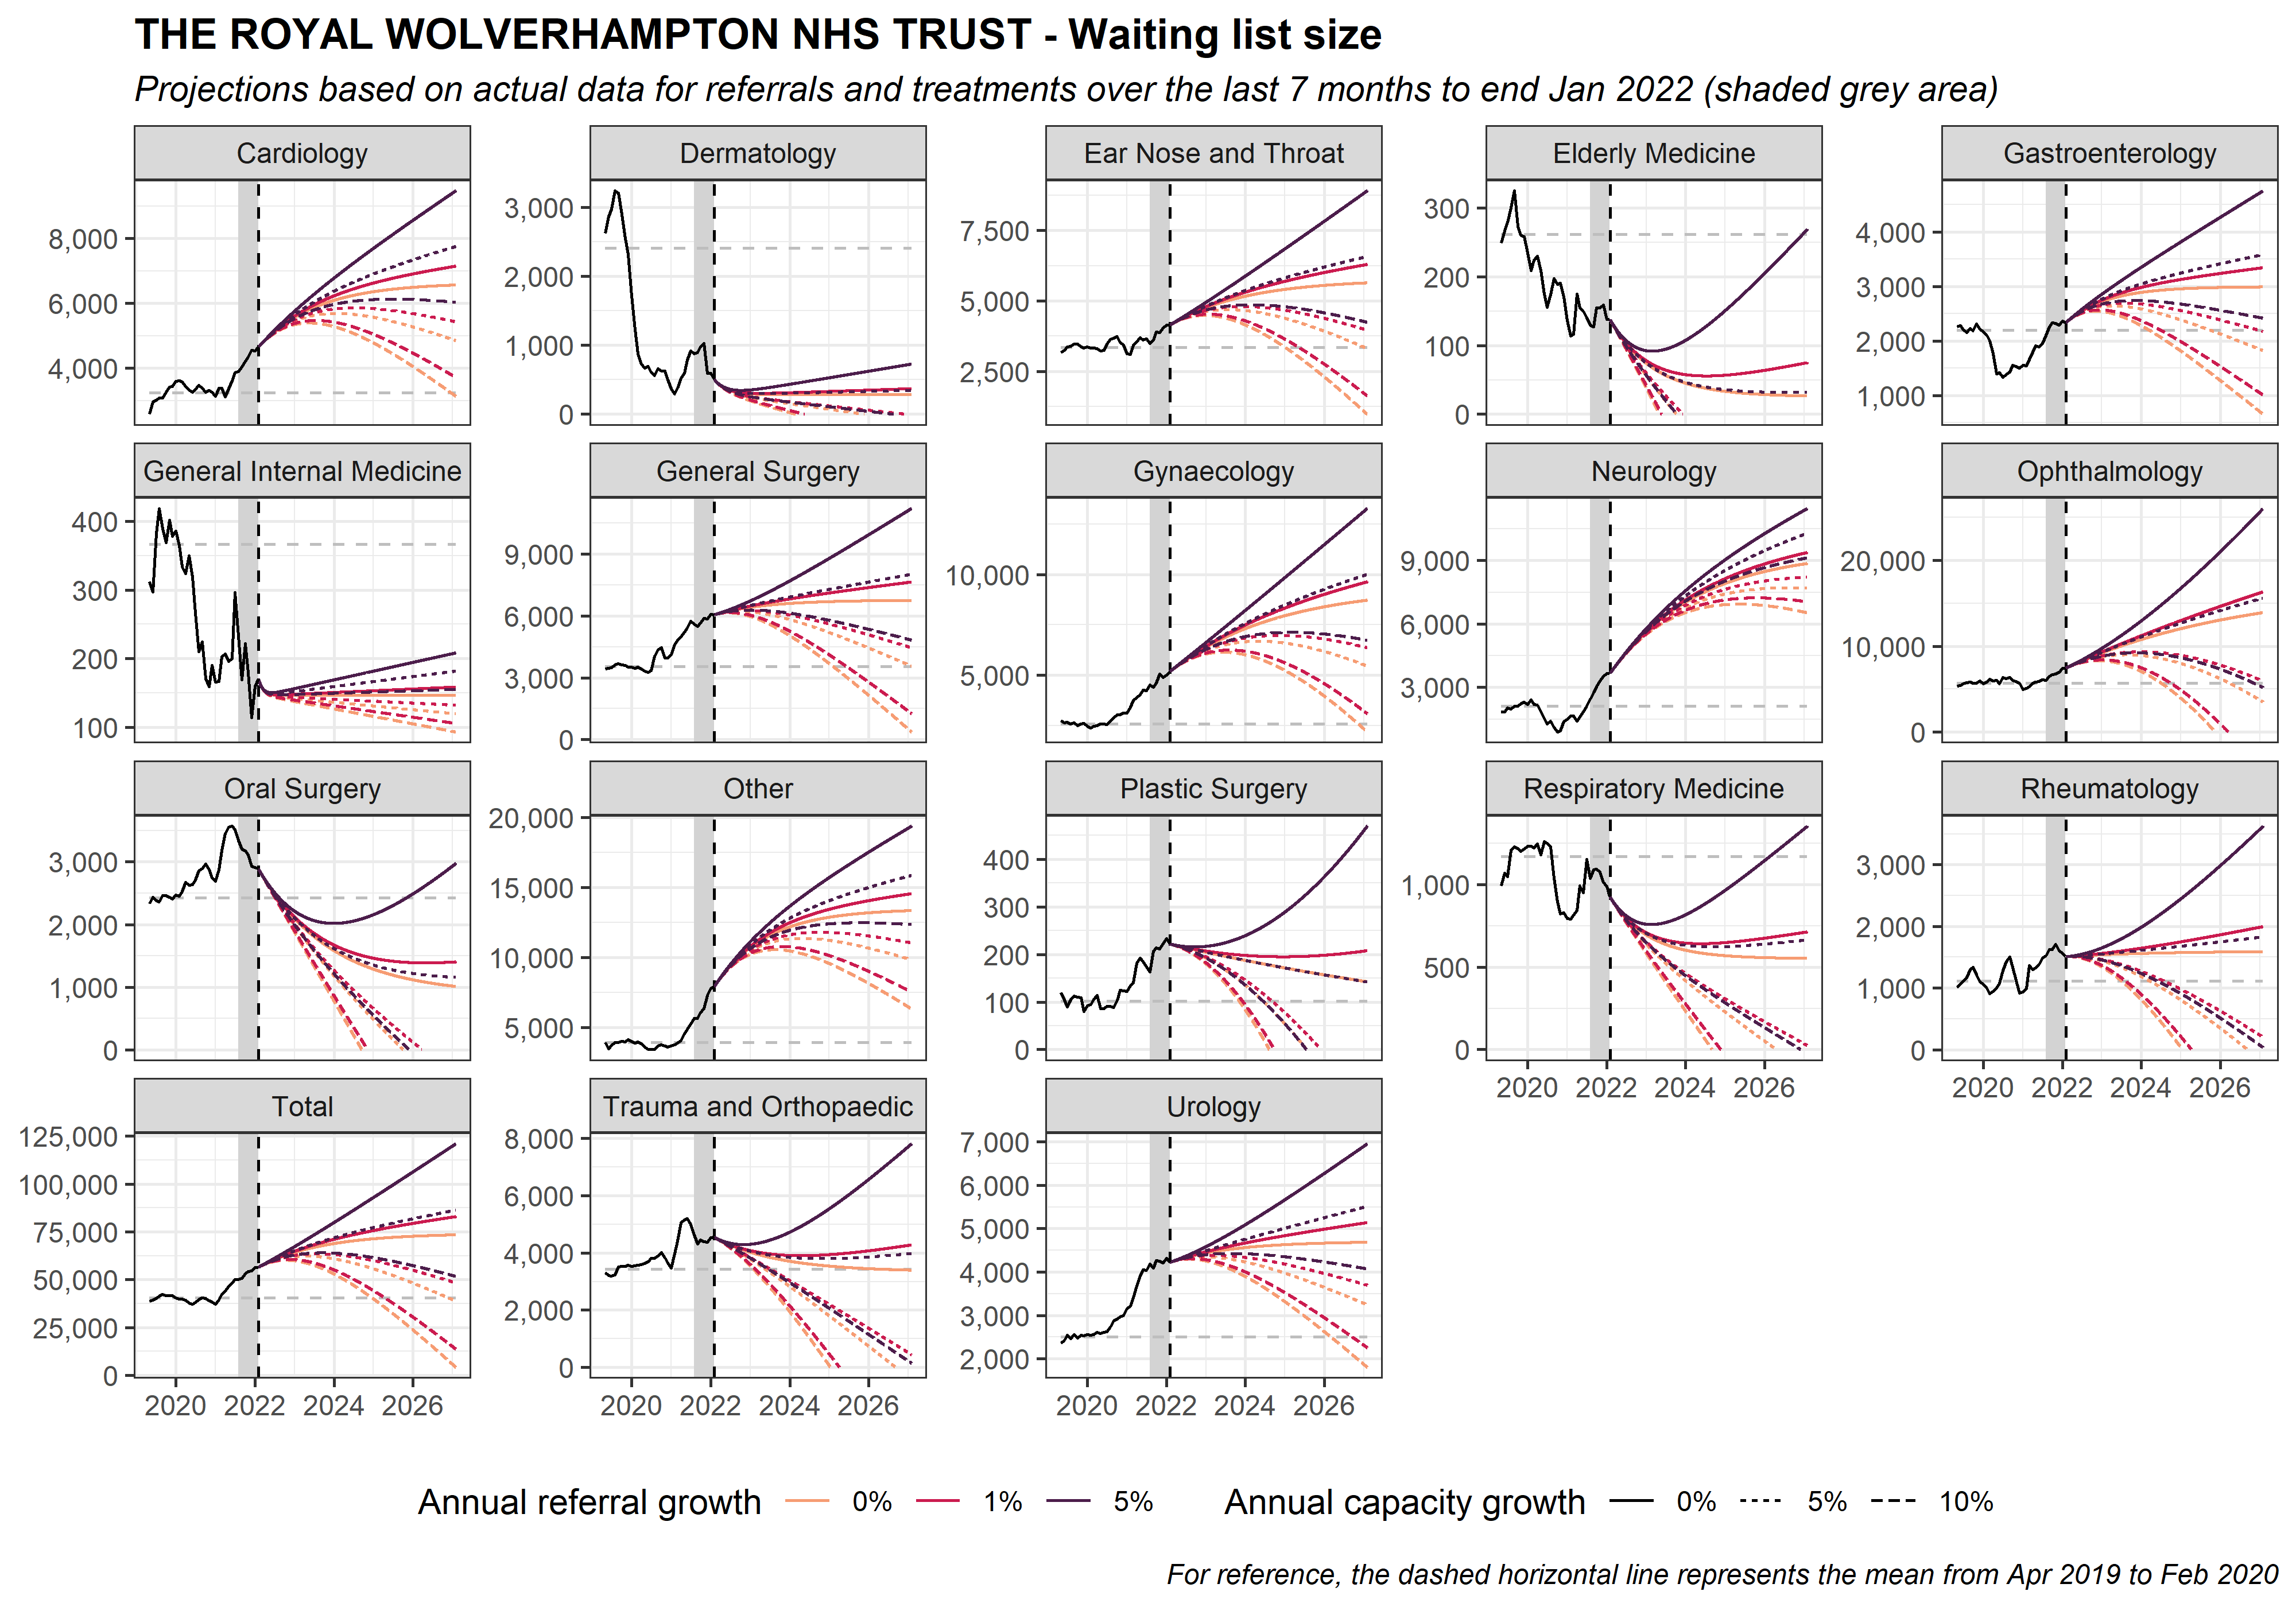 THE ROYAL WOLVERHAMPTON NHS TRUST - Waiting list size
Projections based on actual data for referrals and treatments over the last 7 months to end Jan 2022 (shaded grey area)
Cardiology
8,000
6,000
4,000
Dermatology
3,000
2,000
1,000
0
Ear Nose and Throat
7,500
5,000
2,500
Elderly Medicine
300
200
100
0
Gastroenterology
4,000
3,000
2,000
1,000
General Internal Medicine
400
300
200
100
General Surgery
9,000
6,000
3,000
0
Gynaecology
10,000
5,000
Neurology
9,000
6,000
3,000
Ophthalmology
20,000
10,000
0
Oral Surgery
3,000
2,000
1,000
0
Other
20,000
15,000
10,000
5,000
Plastic Surgery
400
300
200
100
0
Respiratory Medicine
1,000
500
0
2020 2022 2024 2026
Rheumatology
3,000
2,000
1,000
0
2020 2022 2024 2026
Total
125,000
100,000
75,000
50,000
25,000
0
2020 2022 2024 2026
Trauma and Orthopaedic
8,000
6,000
4,000
2,000
0
2020 2022 2024 2026
Urology
7,000
6,000
5,000
4,000
3,000
2,000
2020 2022 2024 2026
Annual referral growth 0% 1% 5% Annual capacity growth 0% 5% 10%
For reference, the dashed horizontal line represents the mean from Apr 2019 to Feb 2020